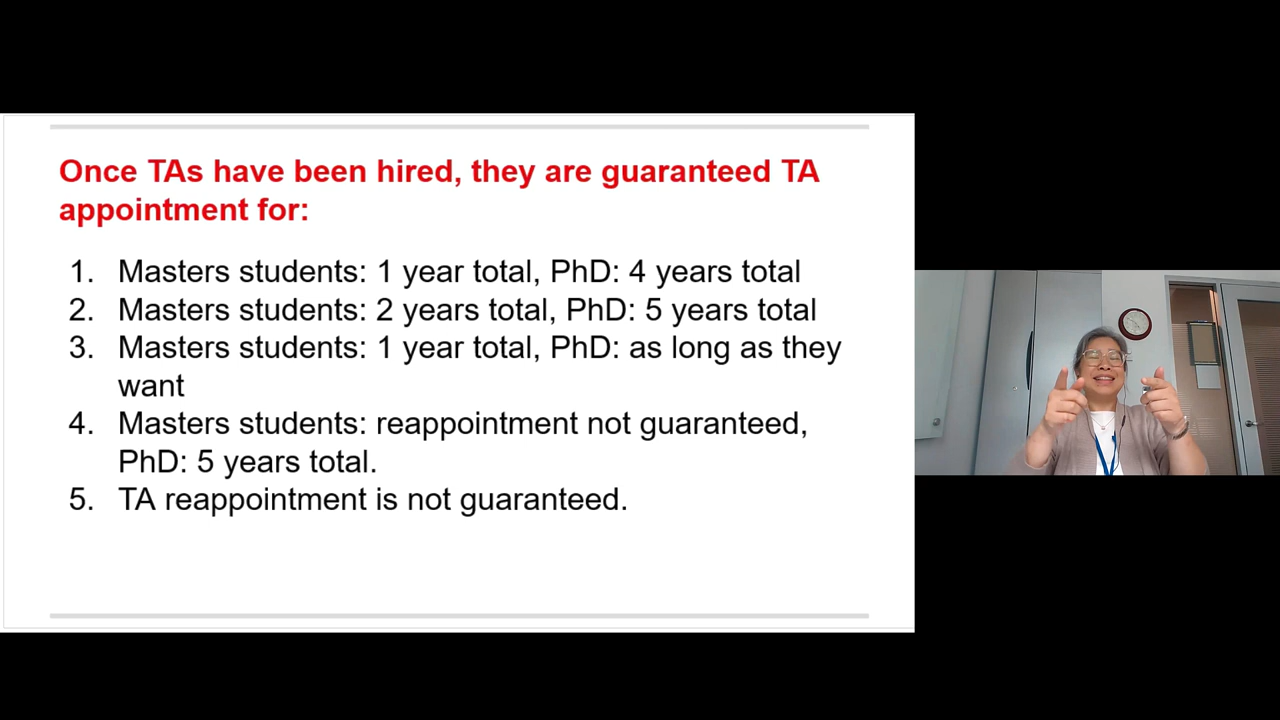 Once TAs have been hired, they are guaranteed TA
appointment for:
1. Masters students: 1 year total, PhD: 4 years total
2. Masters students: 2 years total, PhD: 5 years total
3. Masters students: 1 year total, PhD: as long as they
want
4. Masters students: reappointment not guaranteed,
PhD: 5 years total.
5. TA reappointment is not guaranteed.